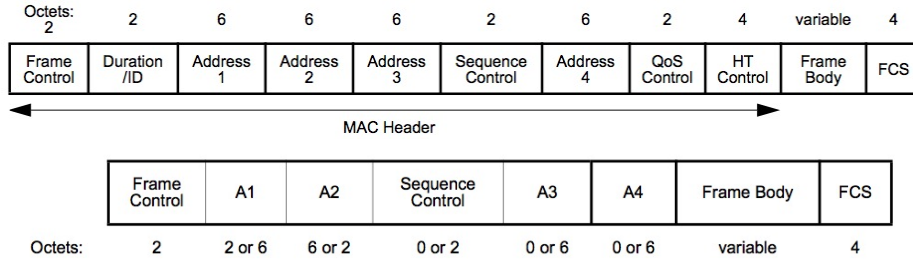 Octets:
2 2 6 6 6 2 6 2 4 variable 4
Frame Control Duration /ID Address 1 Address 2 Address 3 Sequence Control Address 4 QoS Control HT Control Frame Body FCS
MAC Header
Frame Control A1 A2 Sequence Control A3 A4 Frame Body FCS
Octets: 2 2 or 6 6 or 2 0 or 2 0 or 6 0 or 6 variable 4